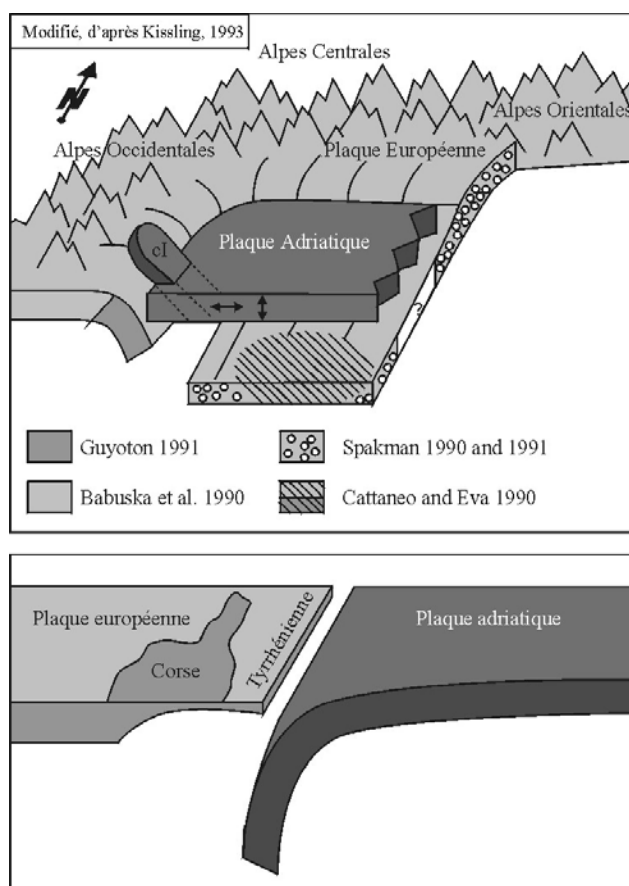 Modifié, d'après Kissling, 1993
Alpes Centrales
N
Alpes Orientales
Alpes Occidentales
Plaque Européenne
cI
Plaque Adriatique
?
Guyoton 1991
Spakman 1990 and 1991
Babuska et al. 1990
Cattaneo and Eva 1990
Plaque européenne
Plaque adriatique
Corse
Tyrrhénienne